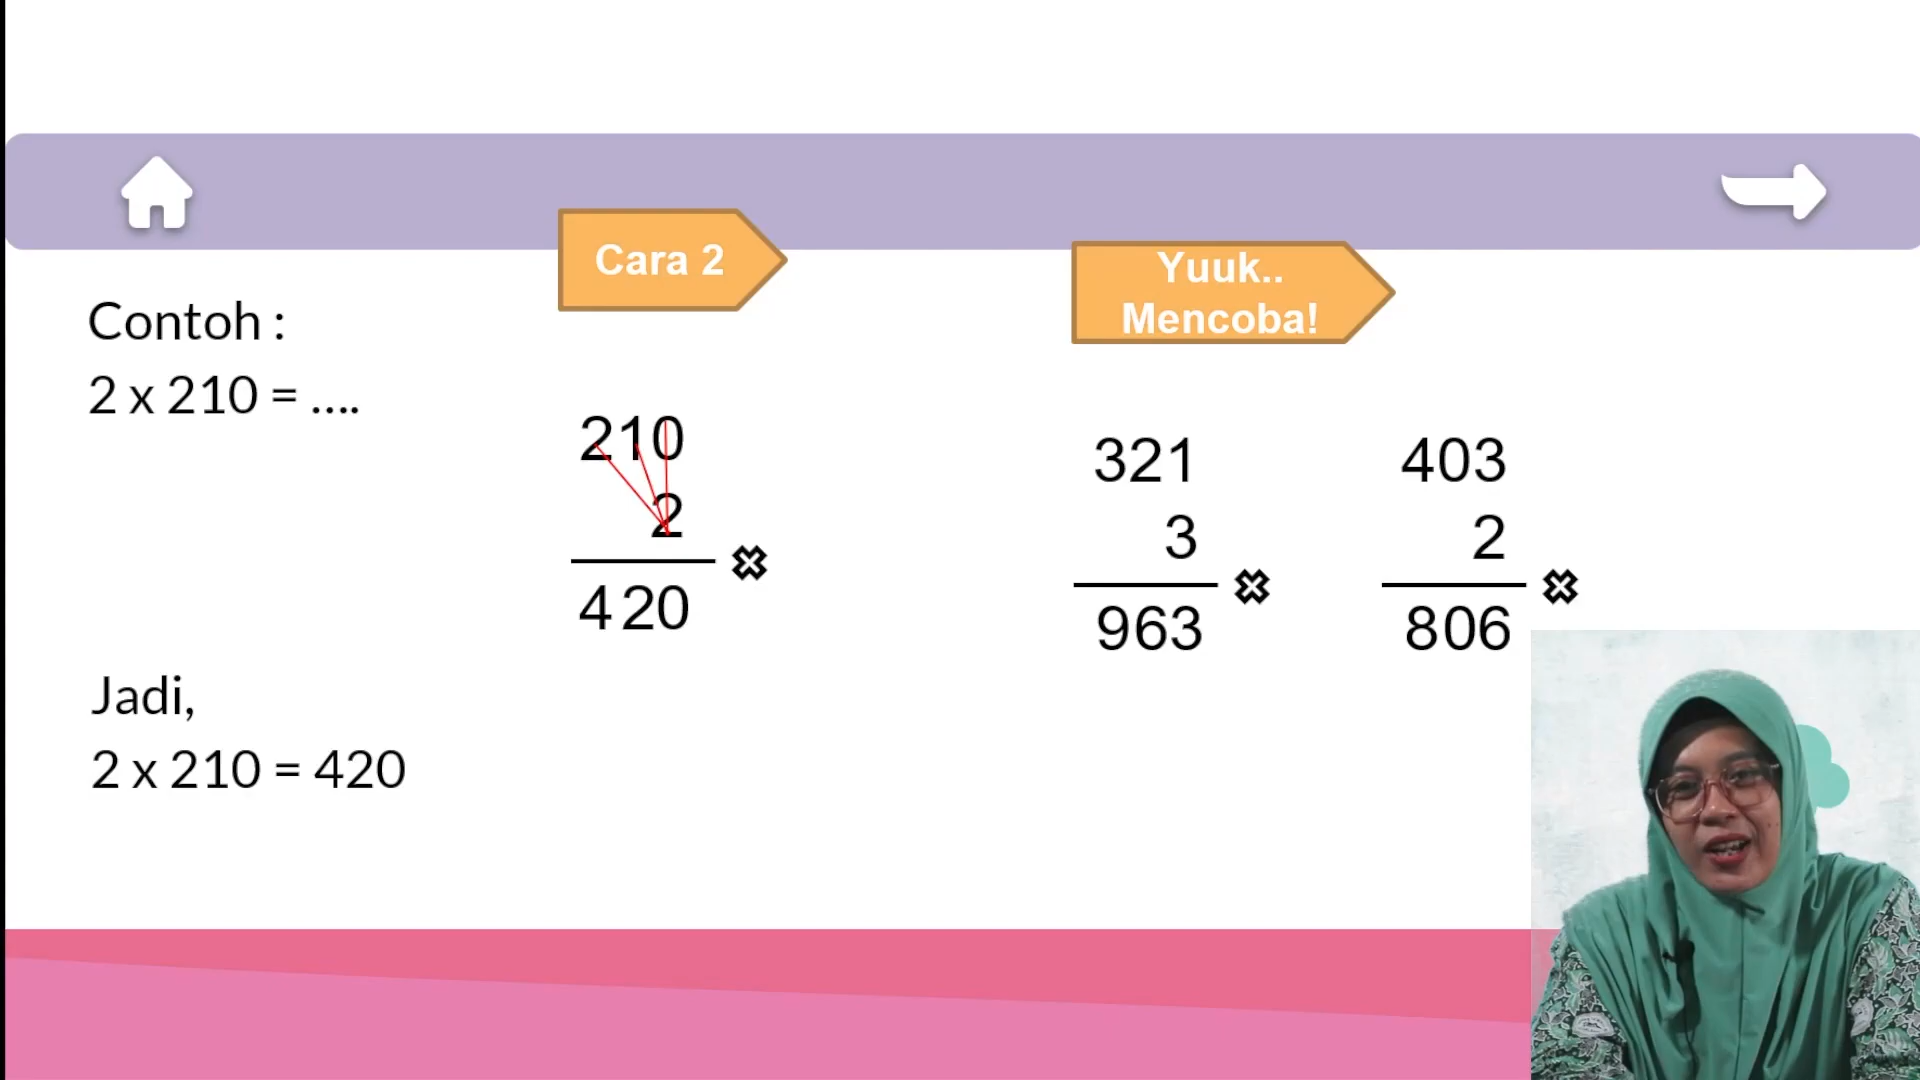 Contoh :
2 x 210 = ....
Jadi,
2 x 210 = 420
Cara 2
210
2
420
Yuuk..
Mencoba!
321
3
963
403
2
806